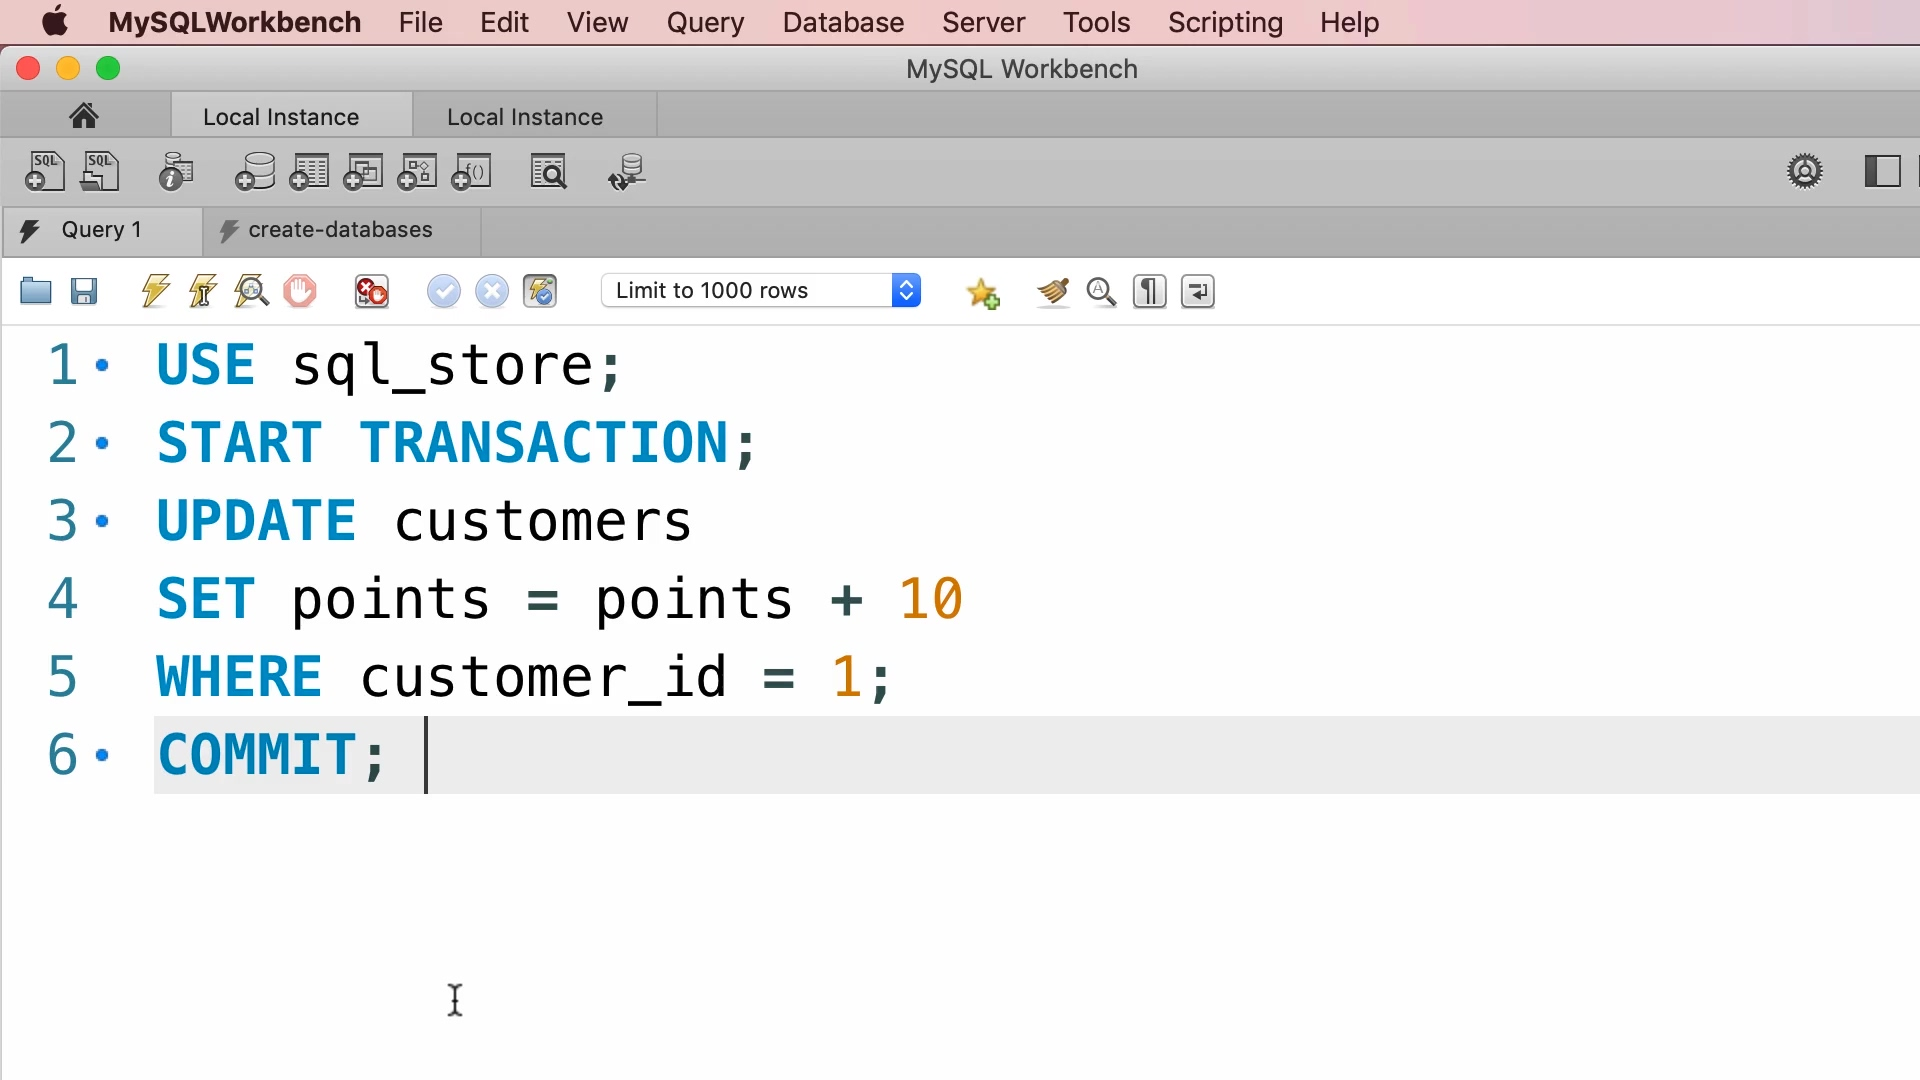 MySQLWorkbench File Edit View Query Database Server Tools Scripting Help
MySQL Workbench
Local Instance Local Instance
SQL SQL f()
Query 1 create-databases
Limit to 1000 rows
1 USE sql_store;
2 START TRANSACTION;
3 UPDATE customers
4 SET points = points + 10
5 WHERE customer_id = 1;
6 COMMIT;